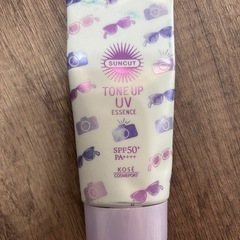 SUNCUT
TONE UP
UV
ESSENCE
SPF50+
PA++++
KOSÉ
COSMEPORT